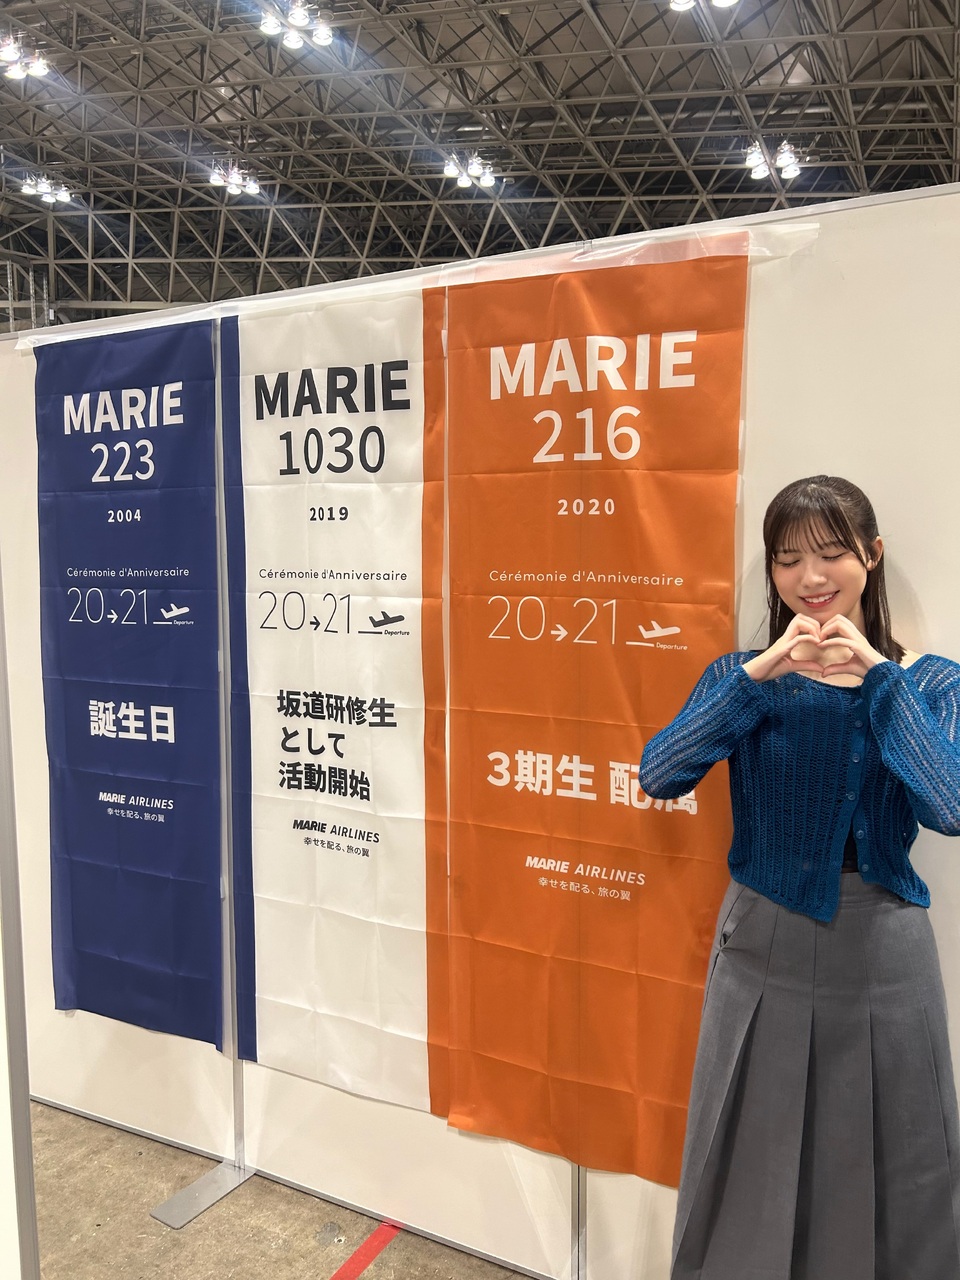 MARIE
223
2004
Cérémonie d'Anniversaire
20→21 Departure
誕生日
MARIE AIRLINES
幸せを配る、旅の翼
MARIE
1030
2019
Cérémonie d'Anniversaire
20→21 Departure
坂道研修生
として
活動開始
MARIE AIRLINES
幸せを配る、旅の翼
MARIE
216
2020
Cérémonie d'Anniversaire
20→21 Departure
3期生 配属
MARIE AIRLINES
幸せを配る、旅の翼